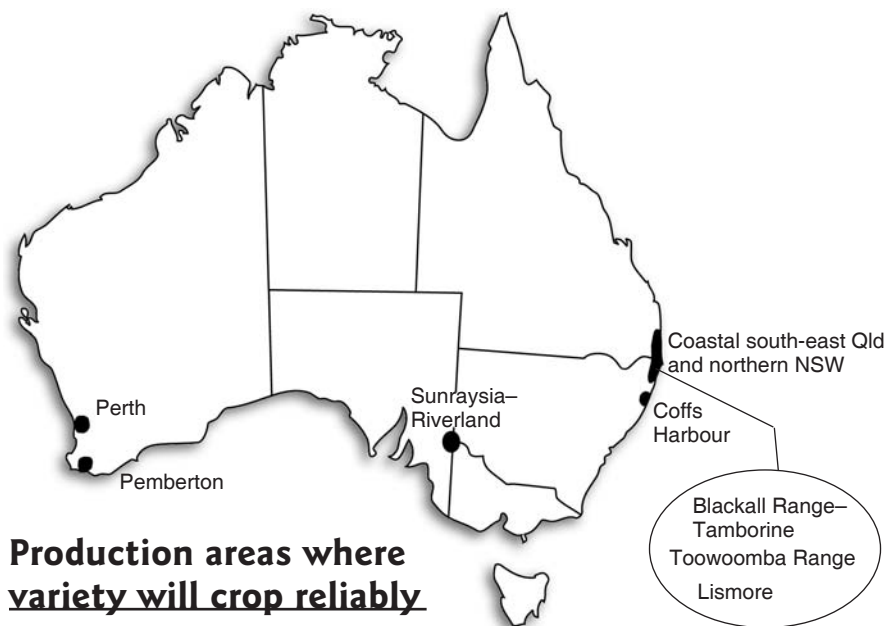 Coastal south-east Qld
and northern NSW
Perth
Sunraysia–
Riverland
Coffs
Harbour
Pemberton
Blackall Range–
Tamborine
Toowoomba Range
Lismore
Production areas where
variety will crop reliably